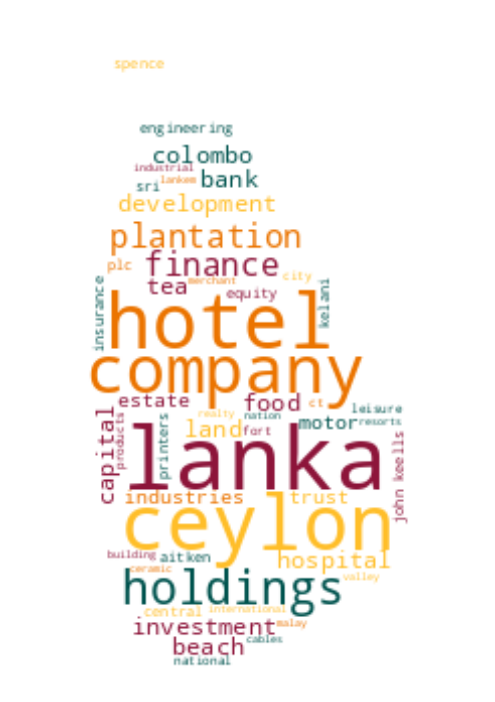 spence
engineering
colombo
industrial
sri lankem bank
development
plantation
plc finance
city
tea merchant
equity
insurance
kelani
hotel
company
estate food ct
leisure
realty nation
resorts
capital
products
printers
land fort motor
lanka
john keells
industries trust
ceylon
building aitken
hospital
ceramic
valley
holdings
central international
investment malay
beach cables
national